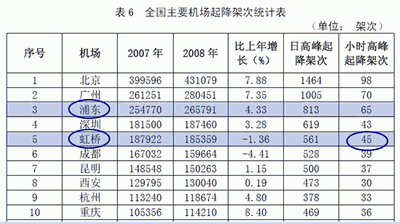 表 6 全国主要机场起降架次统计表
（单位: 架次）
序号 机场 2007 年 2008 年 比上年增长（%） 日高峰起降架次 小时高峰起降架次
1 北京 399596 431079 7.88 1464 98
2 广州 261251 280451 7.35 1005 70
3 浦东 254770 265791 4.33 813 65
4 深圳 181500 187460 3.28 619 43
5 虹桥 187922 185359 -1.36 561 45
6 成都 167032 159664 -4.41 528 39
7 昆明 148548 150263 1.15 500 37
8 西安 129795 130040 0.19 473 30
9 杭州 113240 118674 4.80 378 33
10 重庆 105356 114210 8.40 469 36